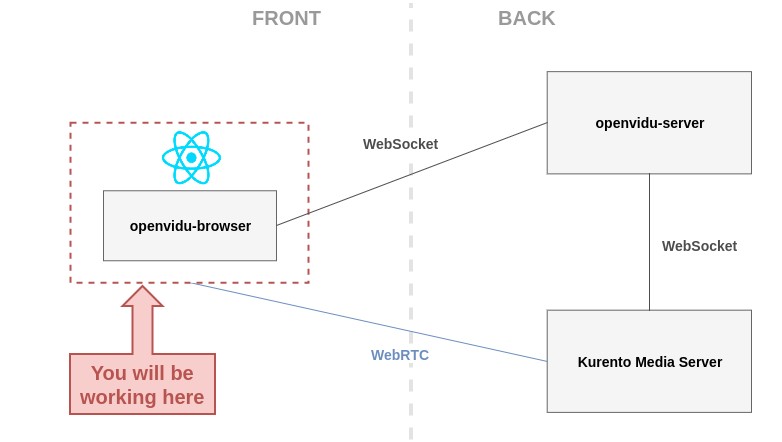 FRONT
BACK
openvidu-server
WebSocket
openvidu-browser
WebSocket
WebRTC
Kurento Media Server
You will be
working here